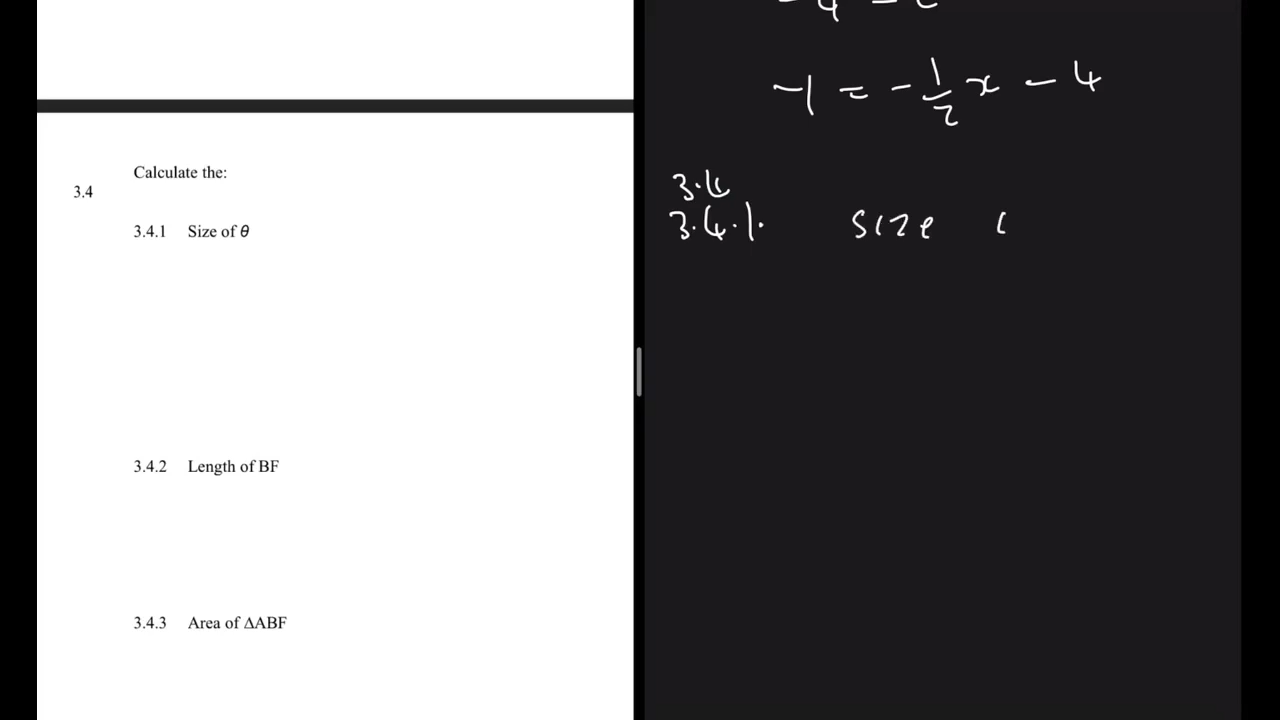 Calculate the:
3.4
3.4.1 Size of θ
3.4.2 Length of BF
3.4.3 Area of ΔABF
-1 = -1/2 x - 4
3.4
3.4.1. size